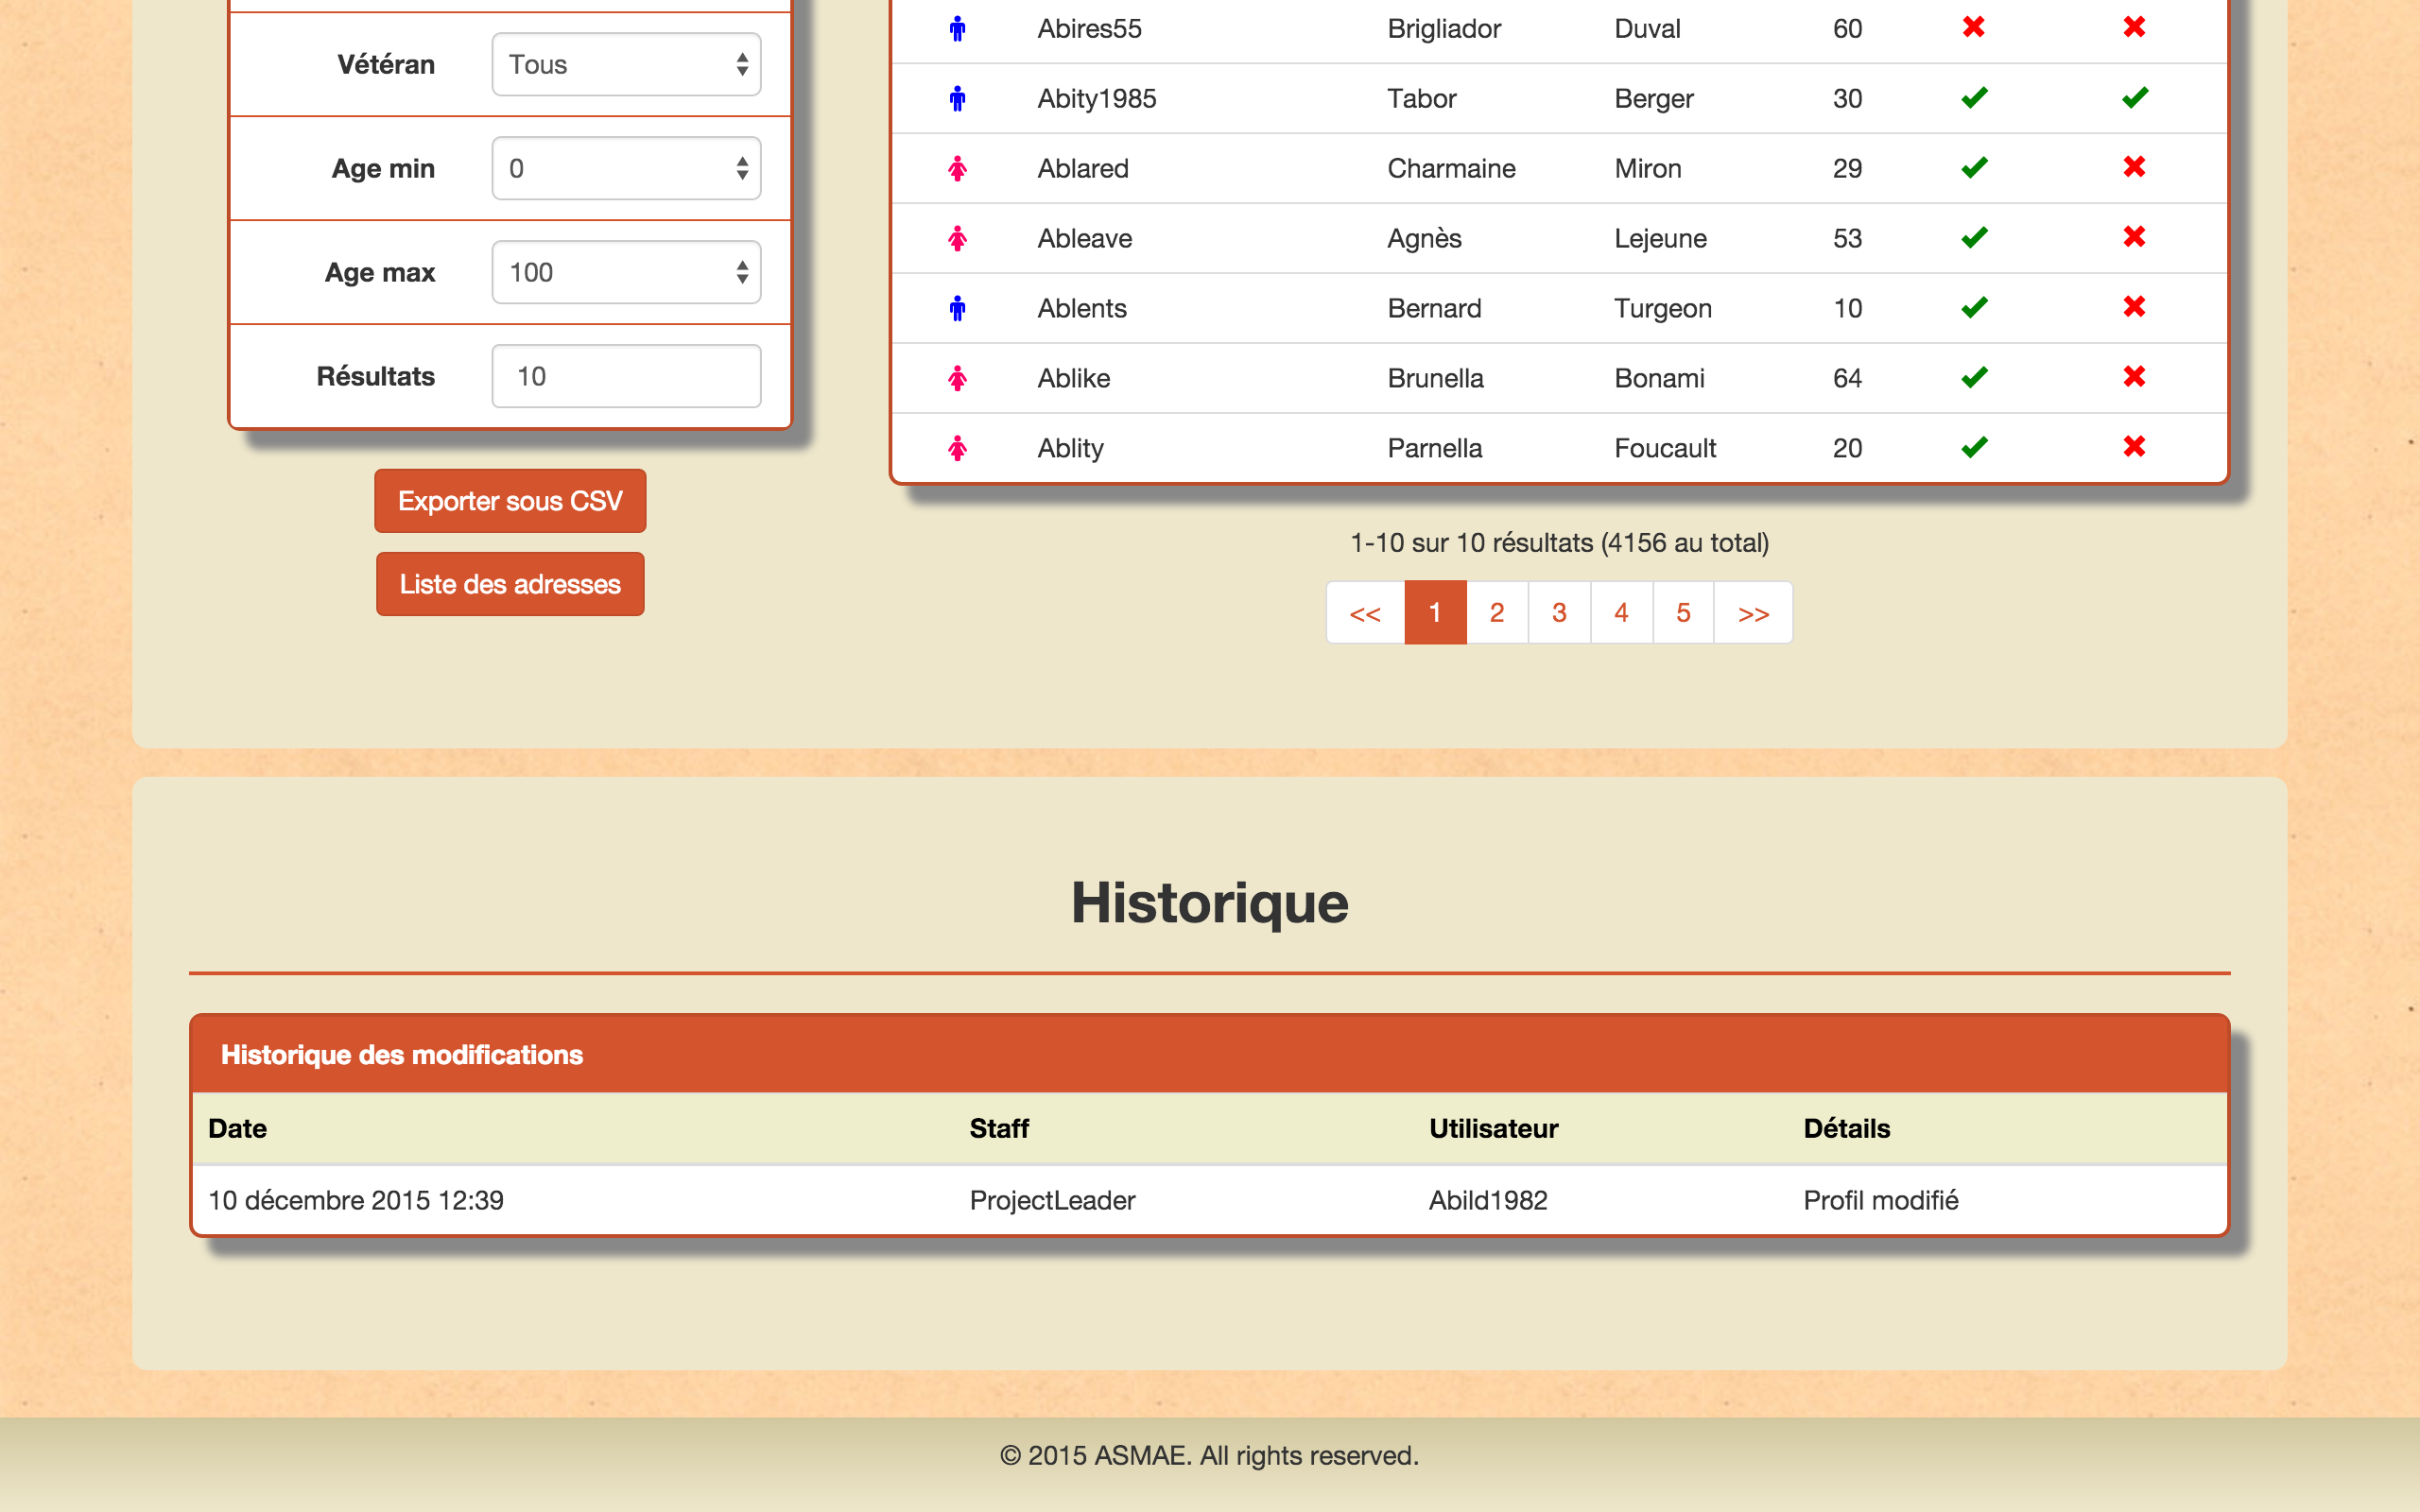 Vétéran Tous
Age min 0
Age max 100
Résultats 10
Exporter sous CSV
Liste des adresses
Abires55 Brigliador Duval 60
Abity1985 Tabor Berger 30
Ablared Charmaine Miron 29
Ableave Agnès Lejeune 53
Ablents Bernard Turgeon 10
Ablike Brunella Bonami 64
Ablity Parnella Foucault 20
1-10 sur 10 résultats (4156 au total)
<< 1 2 3 4 5 >>
Historique
Historique des modifications
Date Staff Utilisateur Détails
10 décembre 2015 12:39 ProjectLeader Abild1982 Profil modifié
© 2015 ASMAE. All rights reserved.